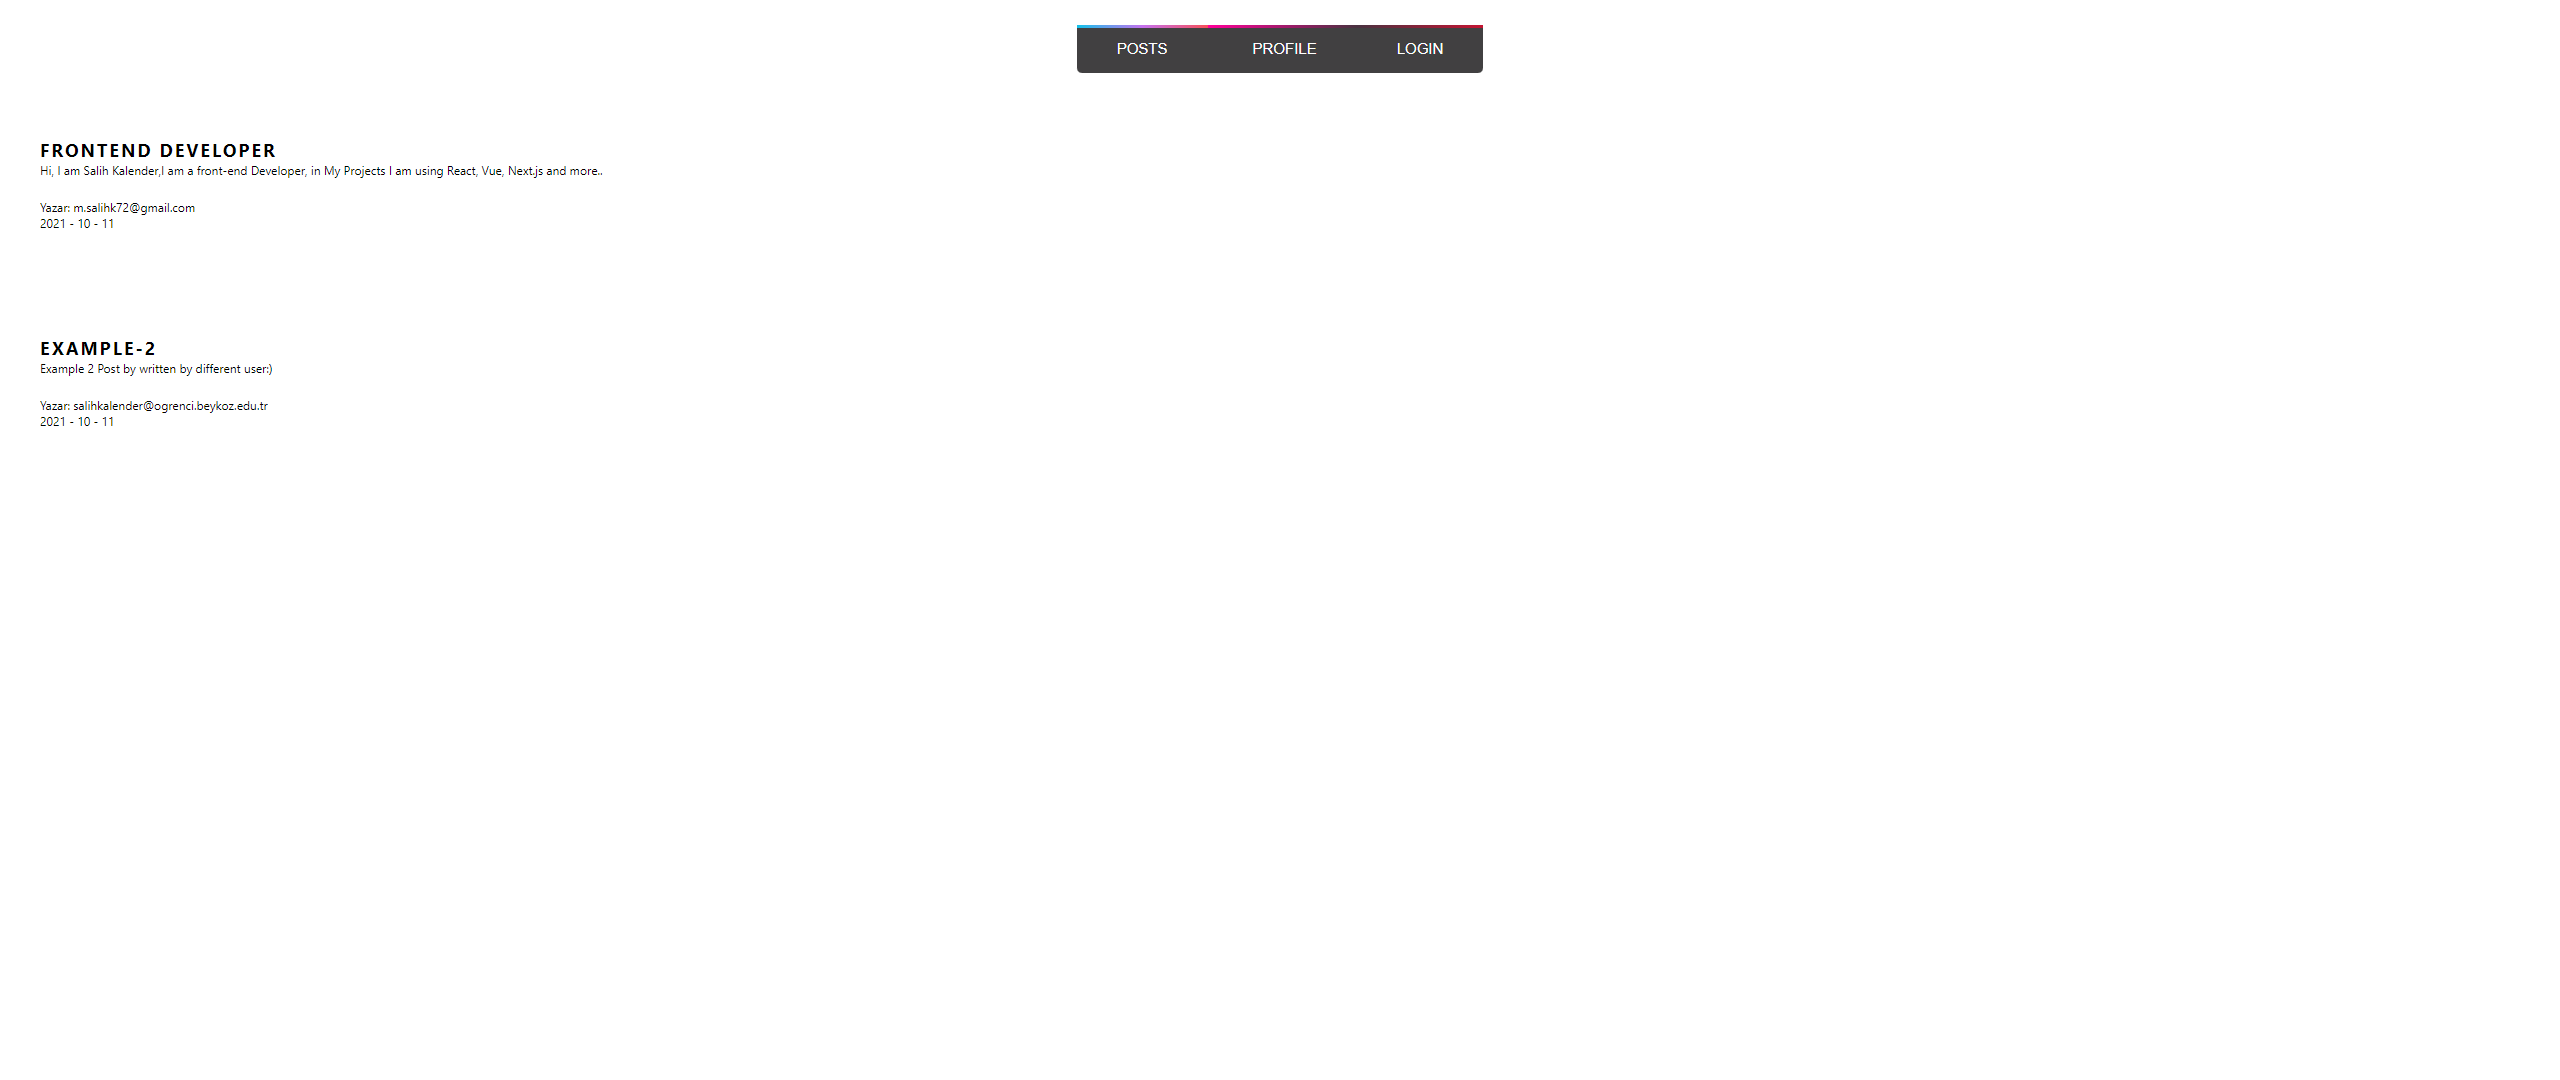 POSTS PROFILE LOGIN
FRONTEND DEVELOPER
Hi, I am Salih Kalender,I am a front-end Developer, in My Projects I am using React, Vue, Next.js and more..
Yazar: m.salihk72@gmail.com
2021 - 10 - 11
EXAMPLE-2
Example 2 Post by written by different user:)
Yazar: salihkalender@ogrenci.beykoz.edu.tr
2021 - 10 - 11